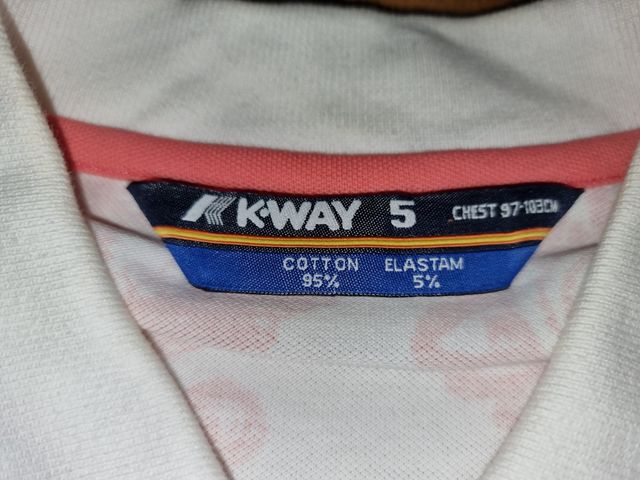 K-WAY 5 CHEST 97-103CM
COTTON ELASTAM
95% 5%